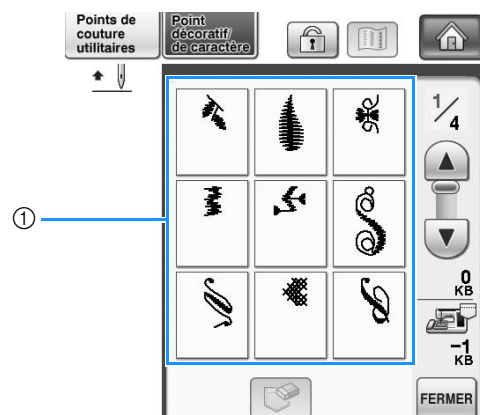 Points de
couture
utilitaires
Point
décoratif/
de caractère
1/4
①
0
KB
-1
KB
FERMER